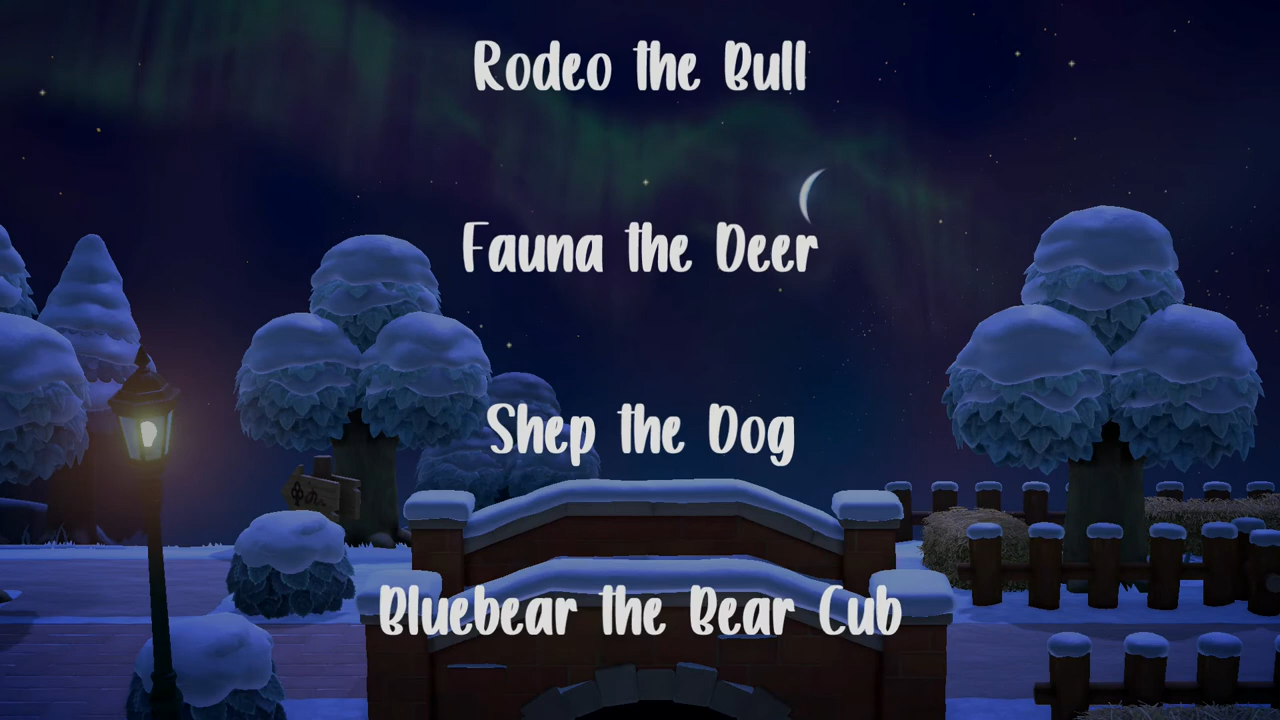 Rodeo the Bull
Fauna the Deer
Shep the Dog
Bluebear the Bear Cub